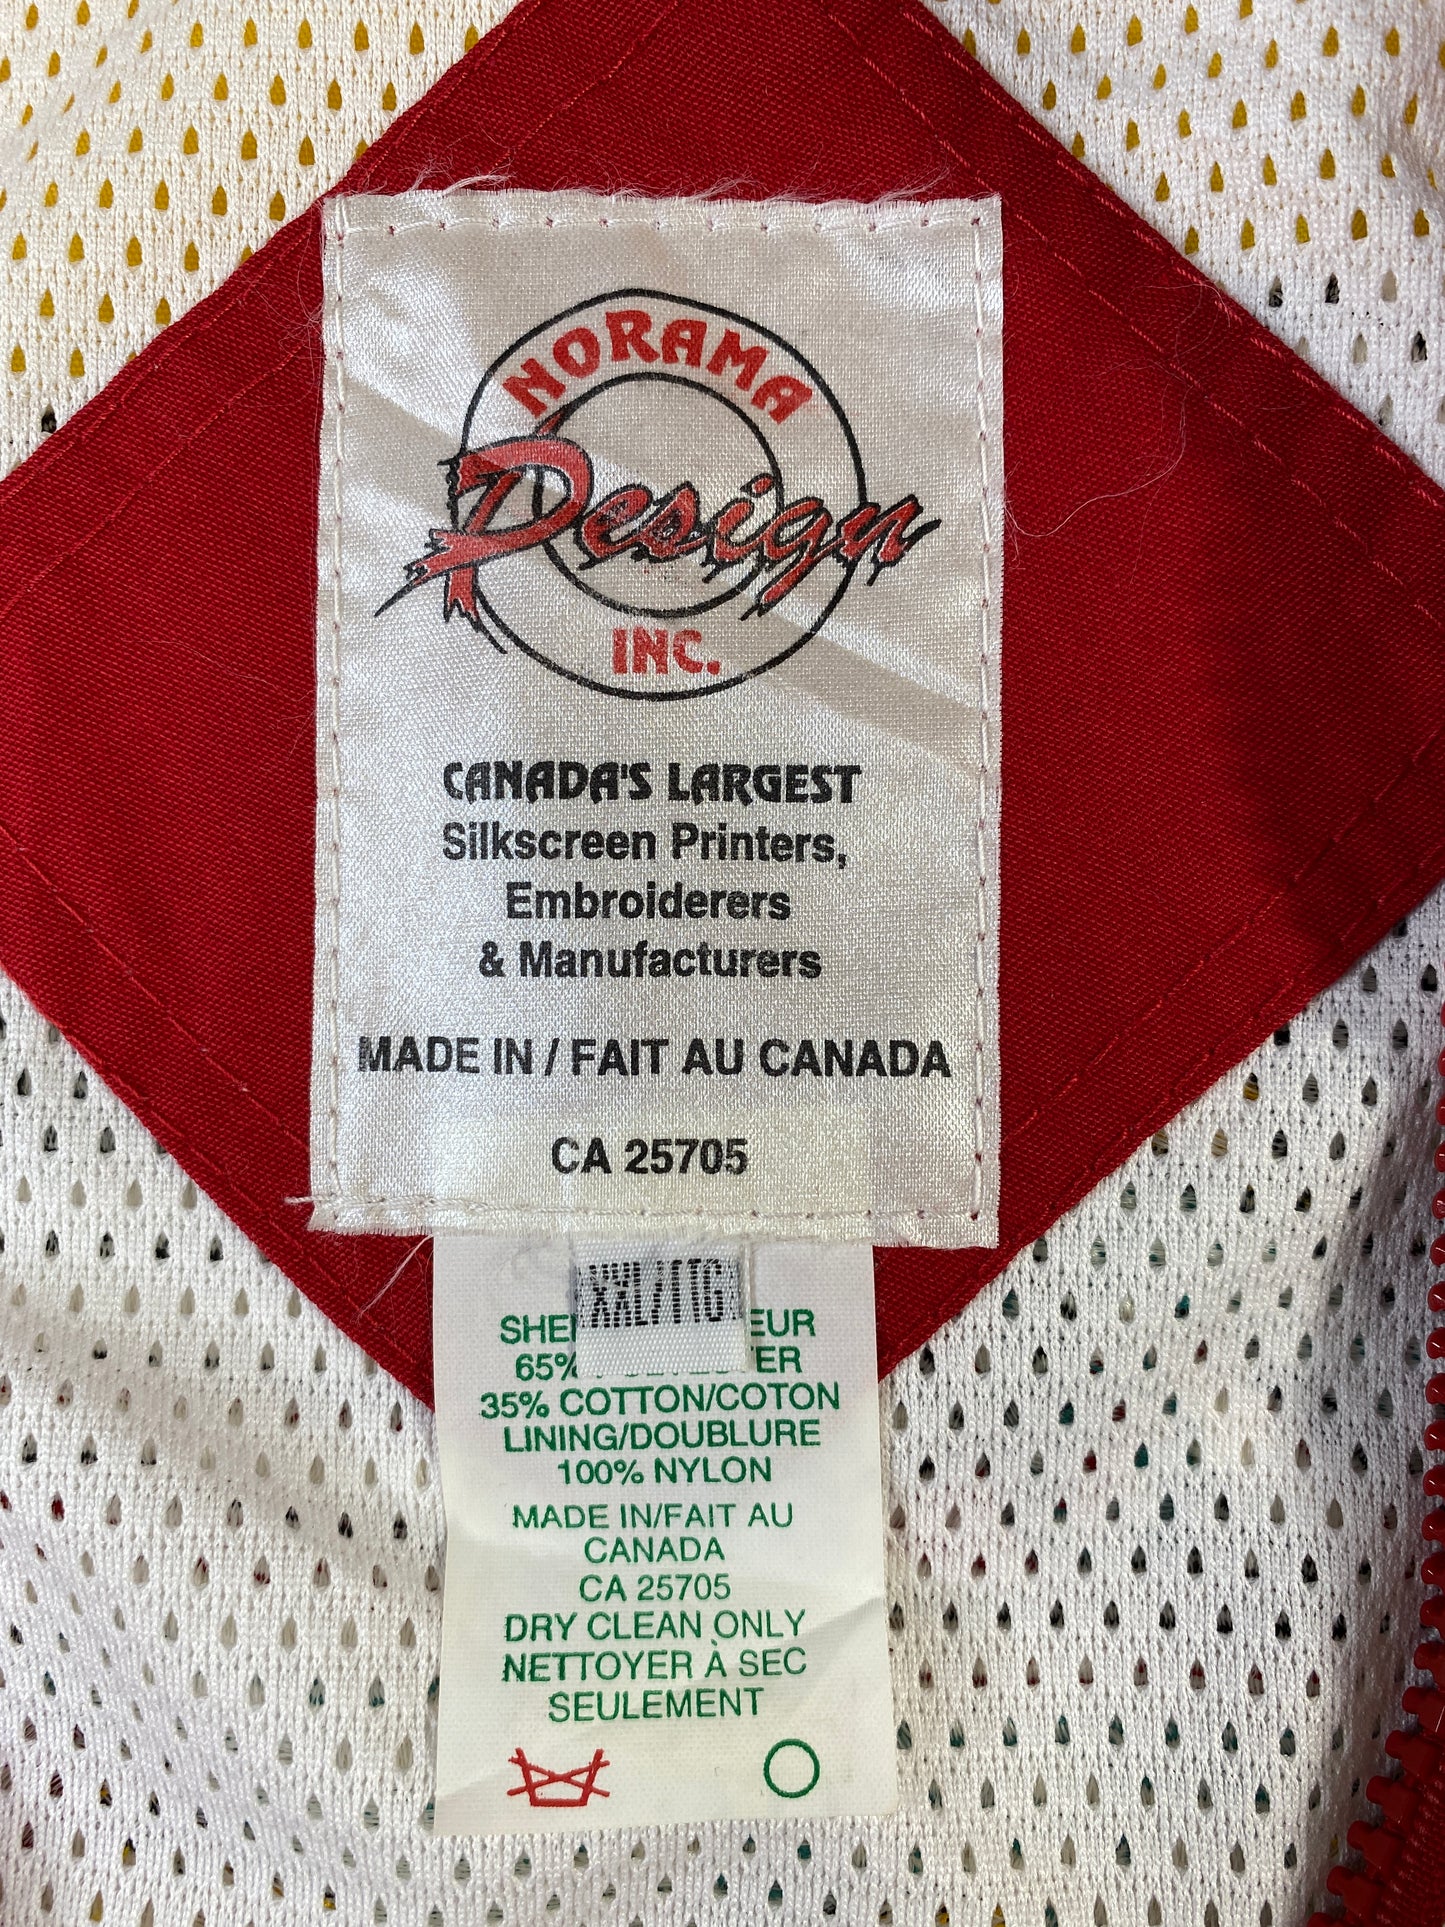 NORAMA
Design
INC.
CANADA'S LARGEST
Silkscreen Printers,
Embroiderers
& Manufacturers
MADE IN / FAIT AU CANADA
CA 25705
XXL/TTG
65%
35% COTTON/COTON
LINING/DOUBLURE
100% NYLON
MADE IN/FAIT AU
CANADA
CA 25705
DRY CLEAN ONLY
NETTOYER À SEC
SEULEMENT